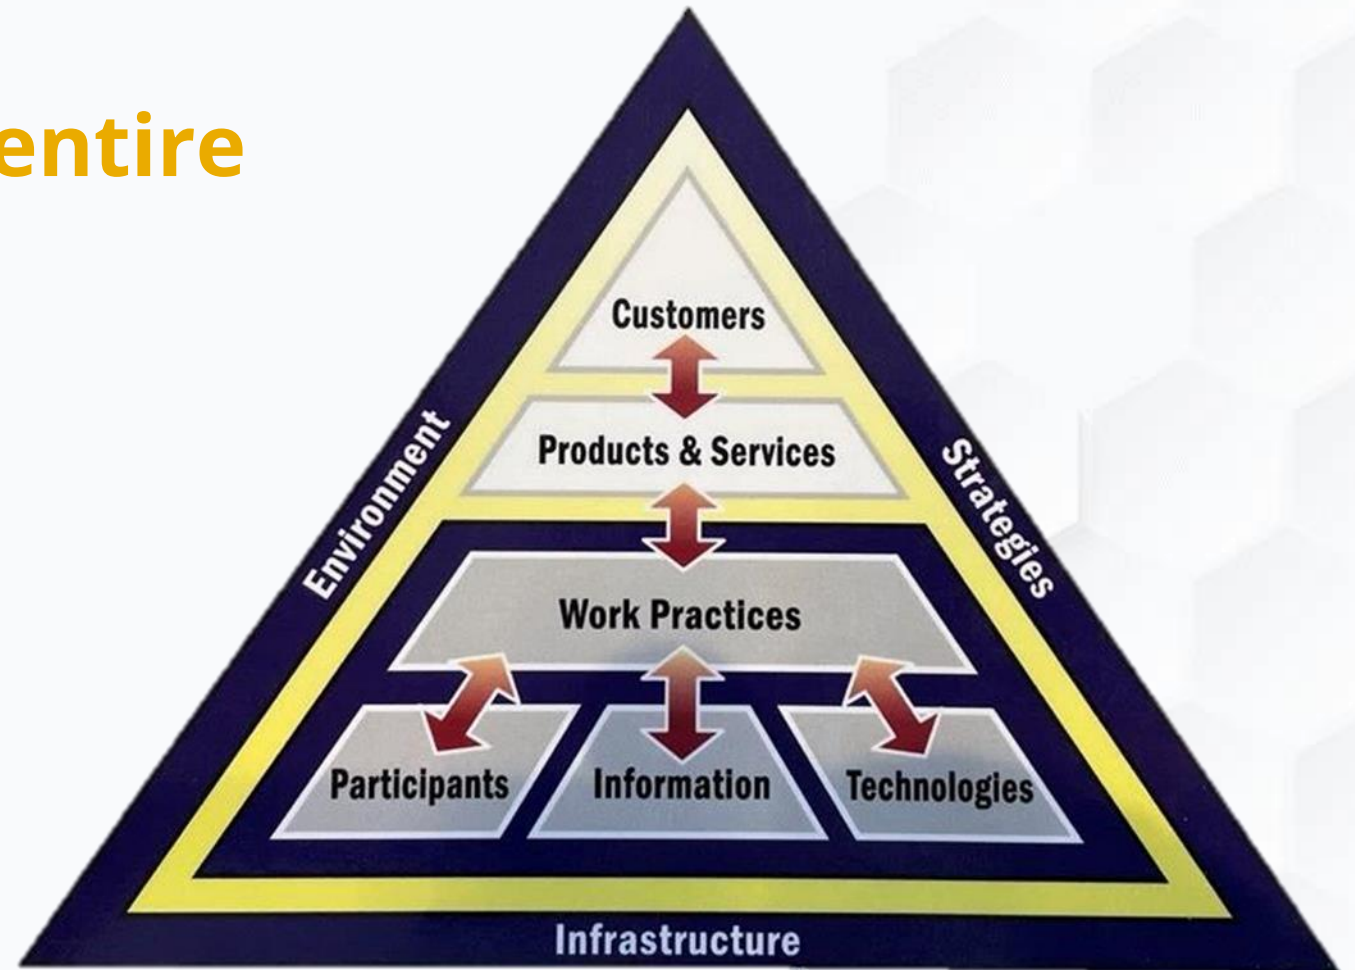 entire
Customers
Products & Services
Environment
Strategies
Work Practices
Participants
Information
Technologies
Infrastructure